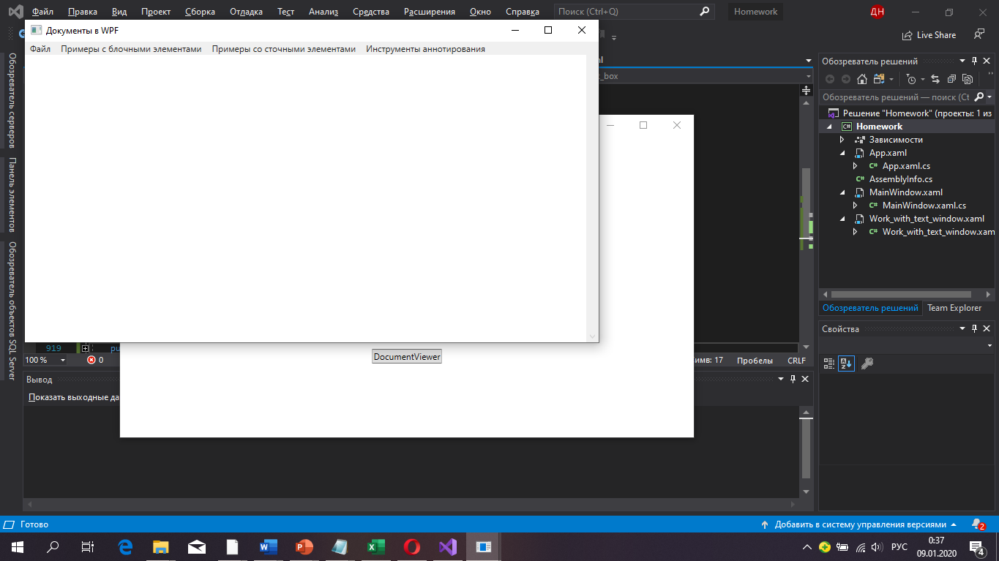 Файл Правка Вид Проект Сборка Отладка Тест Анализ Средства Расширения Окно Справка Поиск (Ctrl+Q) Homework ДН
Live Share
Документы в WPF
Файл Примеры с блочными элементами Примеры со сточными элементами Инструменты аннотирования
Обозреватель серверов
Панель элементов
Обозреватель объектов SQL Server
_box
Обозреватель решений
Обозреватель решений — поиск (Ct
Решение "Homework" (проекты: 1 из
C# Homework
Зависимости
App.xaml
C# App.xaml.cs
C# AssemblyInfo.cs
MainWindow.xaml
C# MainWindow.xaml.cs
Work_with_text_window.xaml
C# Work_with_text_window.xam
Обозреватель решений Team Explorer
Свойства
919 pu
DocumentViewer
100 % 0
имв: 17 Пробелы CRLF
Вывод
Показать выходные да
Готово
Добавить в систему управления версиями 2
РУС
0:37
09.01.2020
4